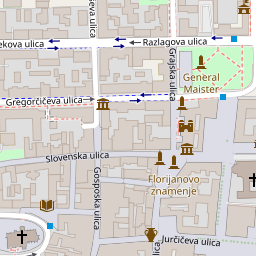 ševa ulica
ekova ulica
Razlagova ulica
Grajska ulica
General
Maister
Gregorčičeva ulica
Slovenska ulica
Gosposka ulica
Florijanovo
znamenje
Jurčičeva ulica